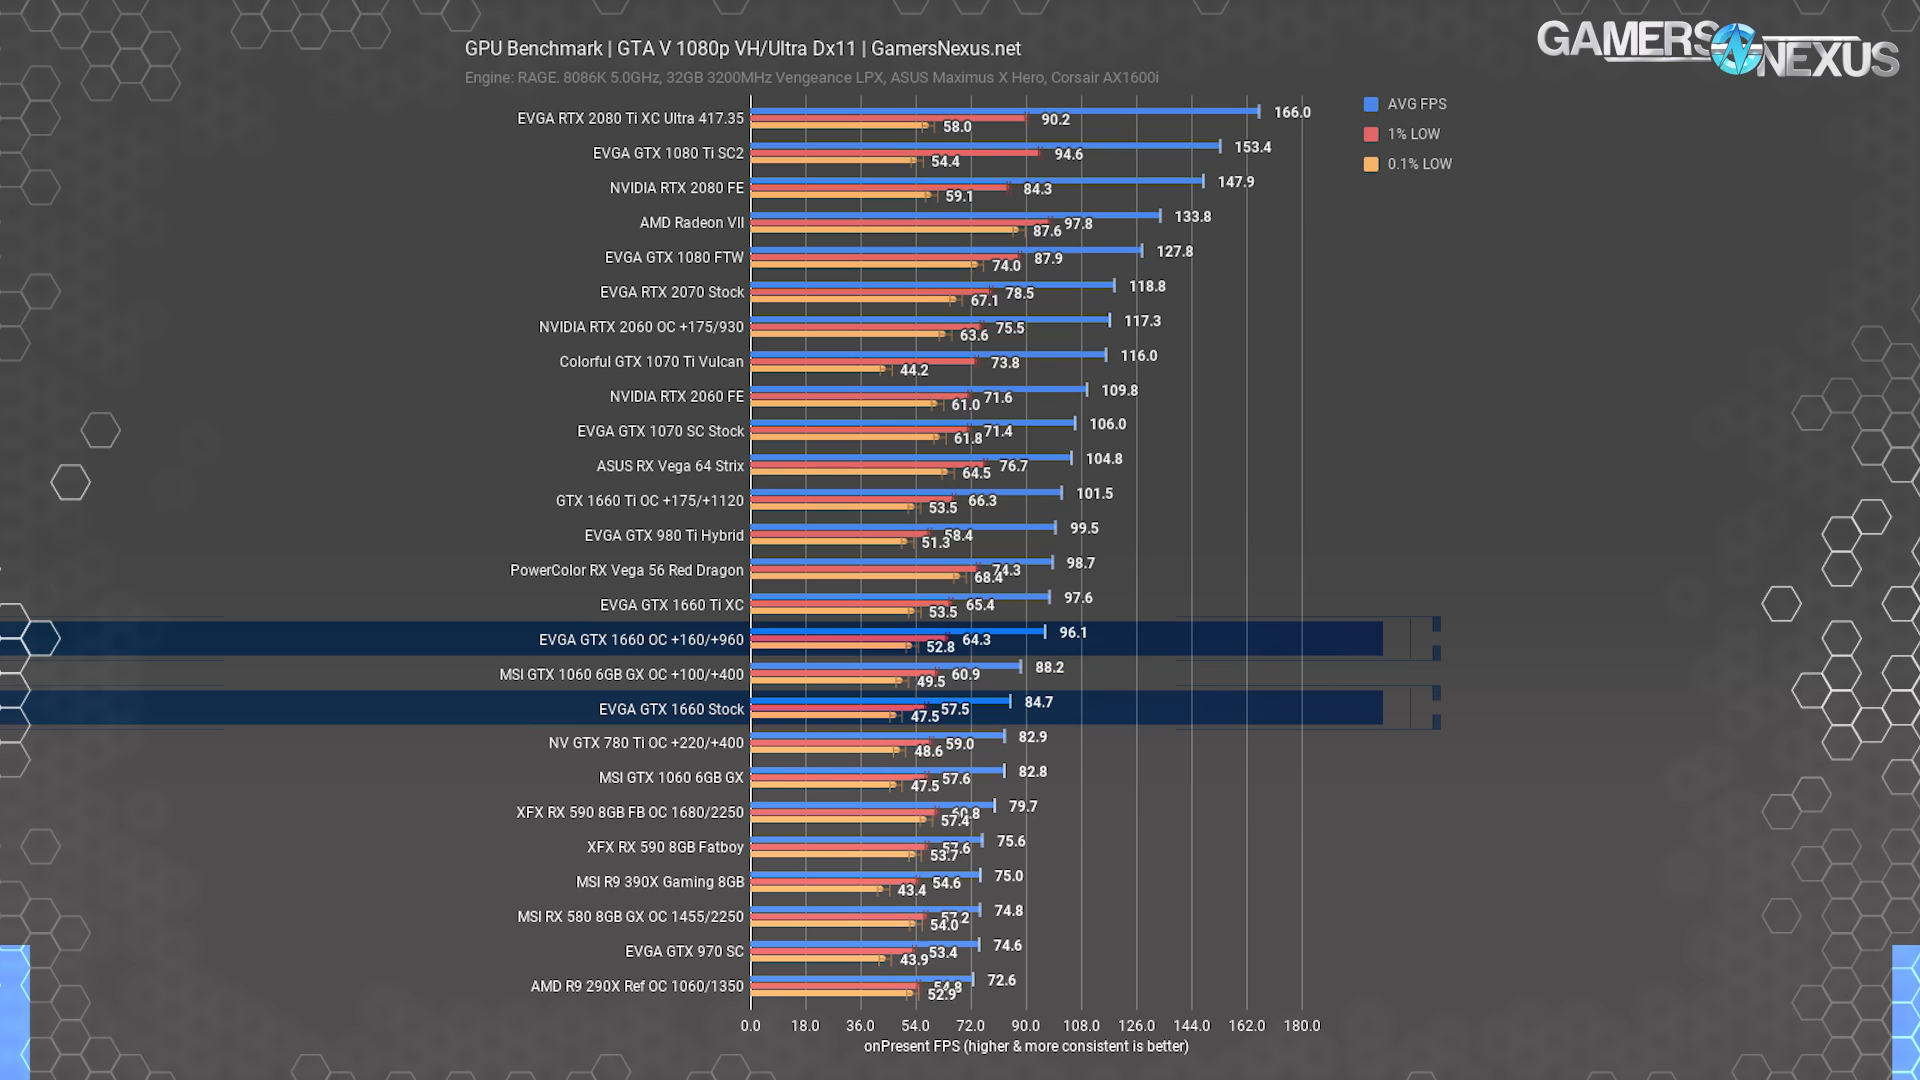 GAMERS NEXUS
GPU Benchmark | GTA V 1080p VH/Ultra Dx11 | GamersNexus.net
Engine: RAGE. 8086K 5.0GHz, 32GB 3200MHz Vengeance LPX, ASUS Maximus X Hero, Corsair AX1600i
AVG FPS
1% LOW
0.1% LOW
EVGA RTX 2080 Ti XC Ultra 417.35 166.0 90.2 58.0
EVGA GTX 1080 Ti SC2 153.4 94.6 54.4
NVIDIA RTX 2080 FE 147.9 84.3 59.1
AMD Radeon VII 133.8 97.8 87.6
EVGA GTX 1080 FTW 127.8 87.9 74.0
EVGA RTX 2070 Stock 118.8 78.5 67.1
NVIDIA RTX 2060 OC +175/930 117.3 75.5 63.6
Colorful GTX 1070 Ti Vulcan 116.0 73.8 44.2
NVIDIA RTX 2060 FE 109.8 71.6 61.0
EVGA GTX 1070 SC Stock 106.0 71.4 61.8
ASUS RX Vega 64 Strix 104.8 76.7 64.5
GTX 1660 Ti OC +175/+1120 101.5 66.3 53.5
EVGA GTX 980 Ti Hybrid 99.5 58.4 51.3
PowerColor RX Vega 56 Red Dragon 98.7 74.3 68.4
EVGA GTX 1660 Ti XC 97.6 65.4 53.5
EVGA GTX 1660 OC +160/+960 96.1 64.3 52.8
MSI GTX 1060 6GB GX OC +100/+400 88.2 60.9 49.5
EVGA GTX 1660 Stock 84.7 57.5 47.5
NV GTX 780 Ti OC +220/+400 82.9 59.0 48.6
MSI GTX 1060 6GB GX 82.8 57.6 47.5
XFX RX 590 8GB FB OC 1680/2250 79.7 60.8 57.4
XFX RX 590 8GB Fatboy 75.6 57.6 53.7
MSI R9 390X Gaming 8GB 75.0 54.6 43.4
MSI RX 580 8GB GX OC 1455/2250 74.8 57.2 54.0
EVGA GTX 970 SC 74.6 53.4 43.9
AMD R9 290X Ref OC 1060/1350 72.6 54.8 52.9
0.0 18.0 36.0 54.0 72.0 90.0 108.0 126.0 144.0 162.0 180.0
onPresent FPS (higher & more consistent is better)